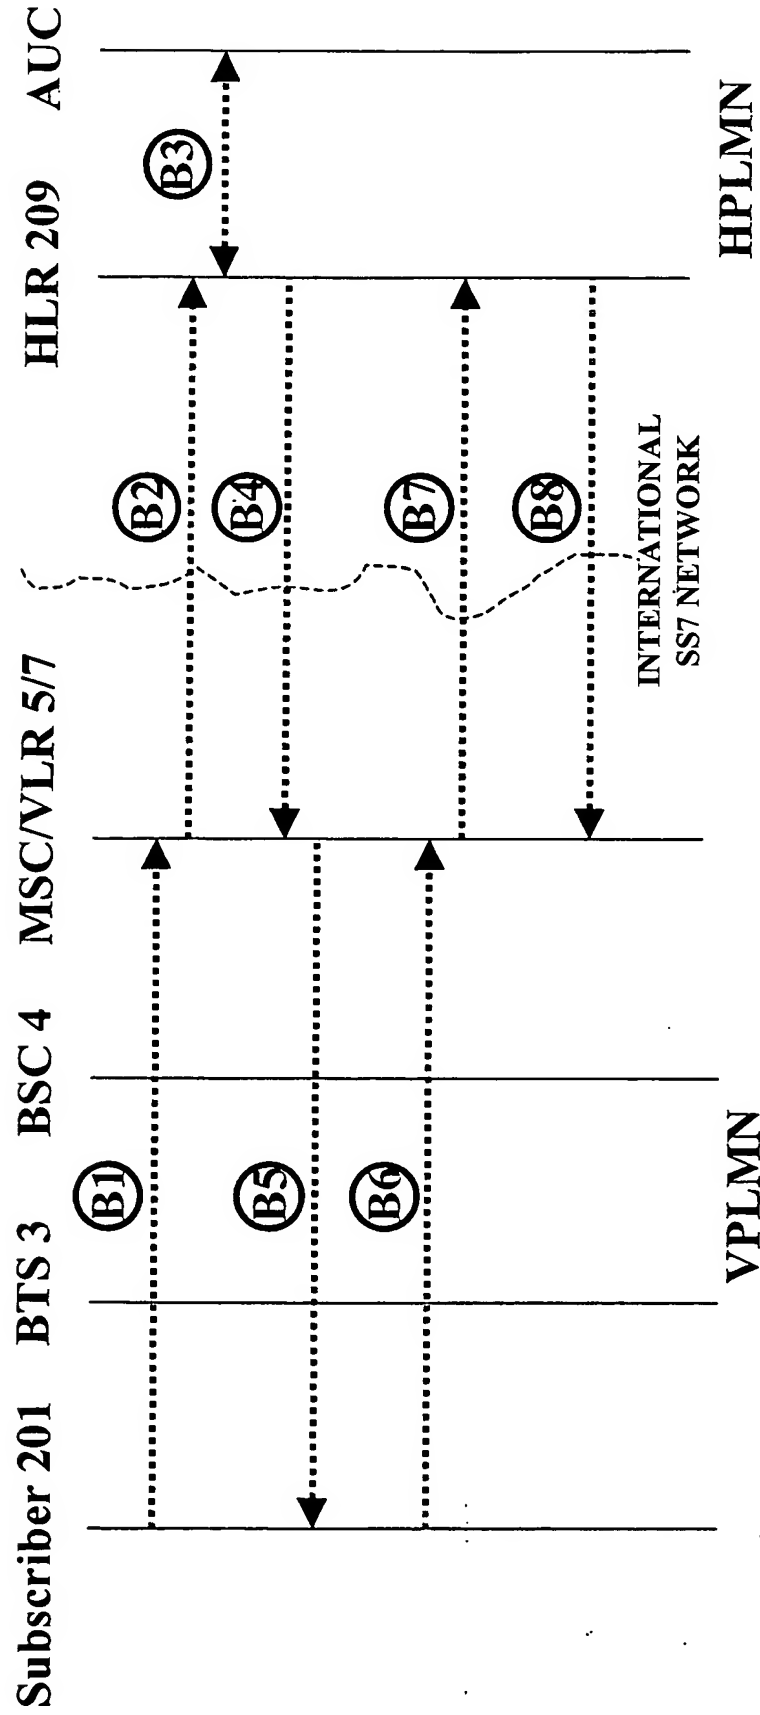 Subscriber 201 BTS 3 BSC 4 MSC/VLR 5/7 HLR 209 AUC
B1
B2
B3
B4
B5
B6
B7
B8
INTERNATIONAL
SS7 NETWORK
VPLMN
HPLMN